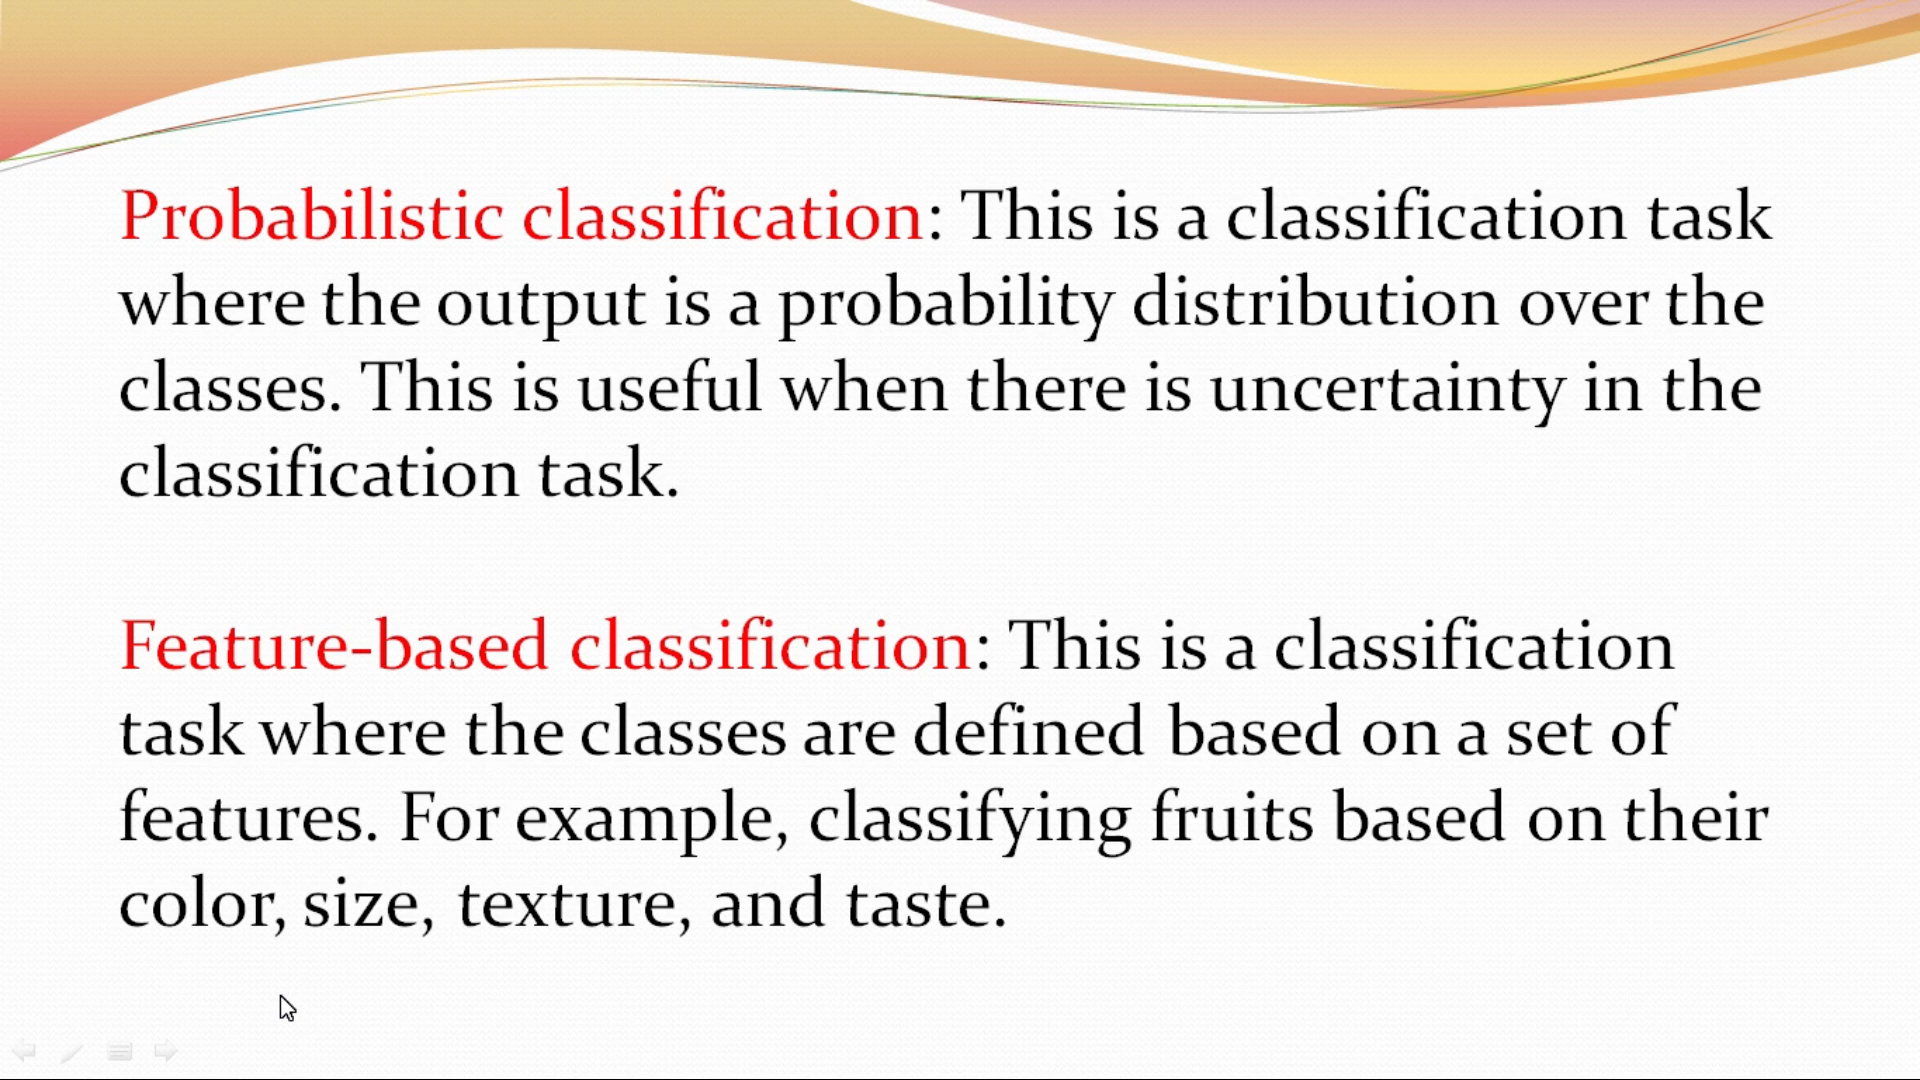 Probabilistic classification: This is a classification task
where the output is a probability distribution over the
classes. This is useful when there is uncertainty in the
classification task.
Feature-based classification: This is a classification
task where the classes are defined based on a set of
features. For example, classifying fruits based on their
color, size, texture, and taste.